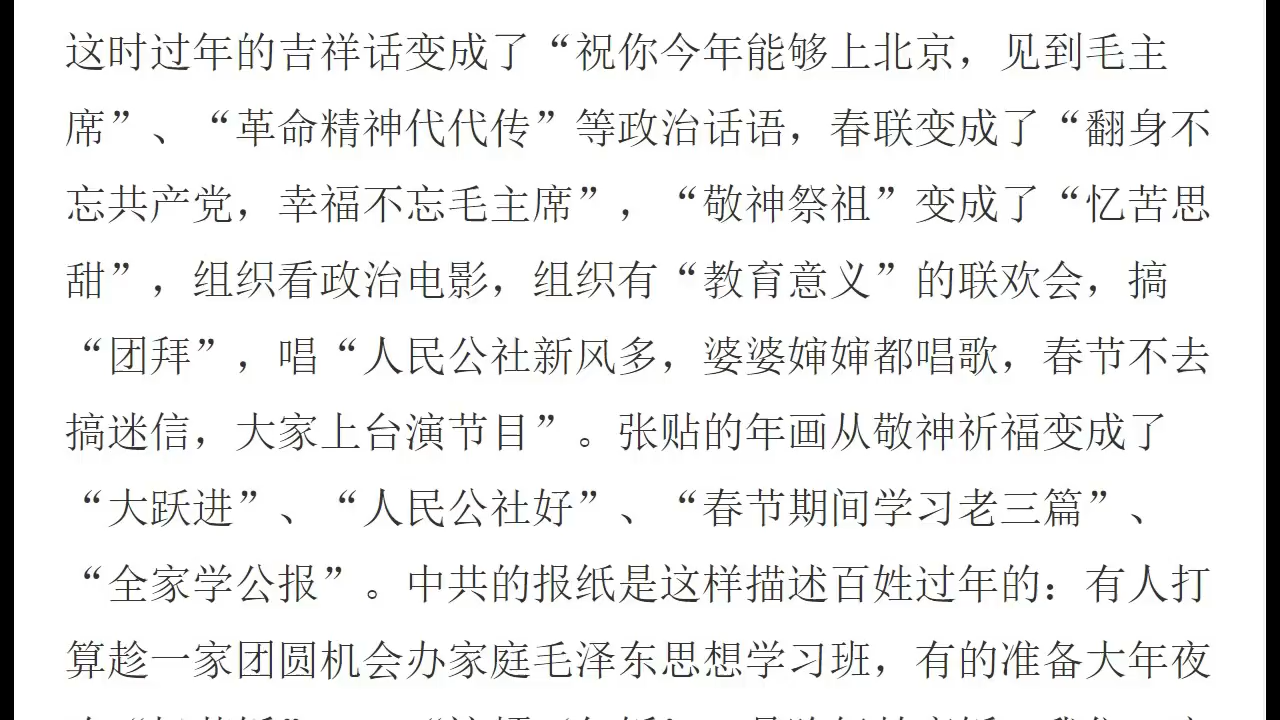 这时过年的吉祥话变成了“祝你今年能够上北京，见到毛主
席”、“革命精神代代传”等政治话语，春联变成了“翻身不
忘共产党，幸福不忘毛主席”，“敬神祭祖”变成了“忆苦思
甜”，组织看政治电影，组织有“教育意义”的联欢会，搞
“团拜”，唱“人民公社新风多，婆婆婶婶都唱歌，春节不去
搞迷信，大家上台演节目”。张贴的年画从敬神祈福变成了
“大跃进”、“人民公社好”、“春节期间学习老三篇”、
“全家学公报”。中共的报纸是这样描述百姓过年的：有人打
算趁一家团圆机会办家庭毛泽东思想学习班，有的准备大年夜